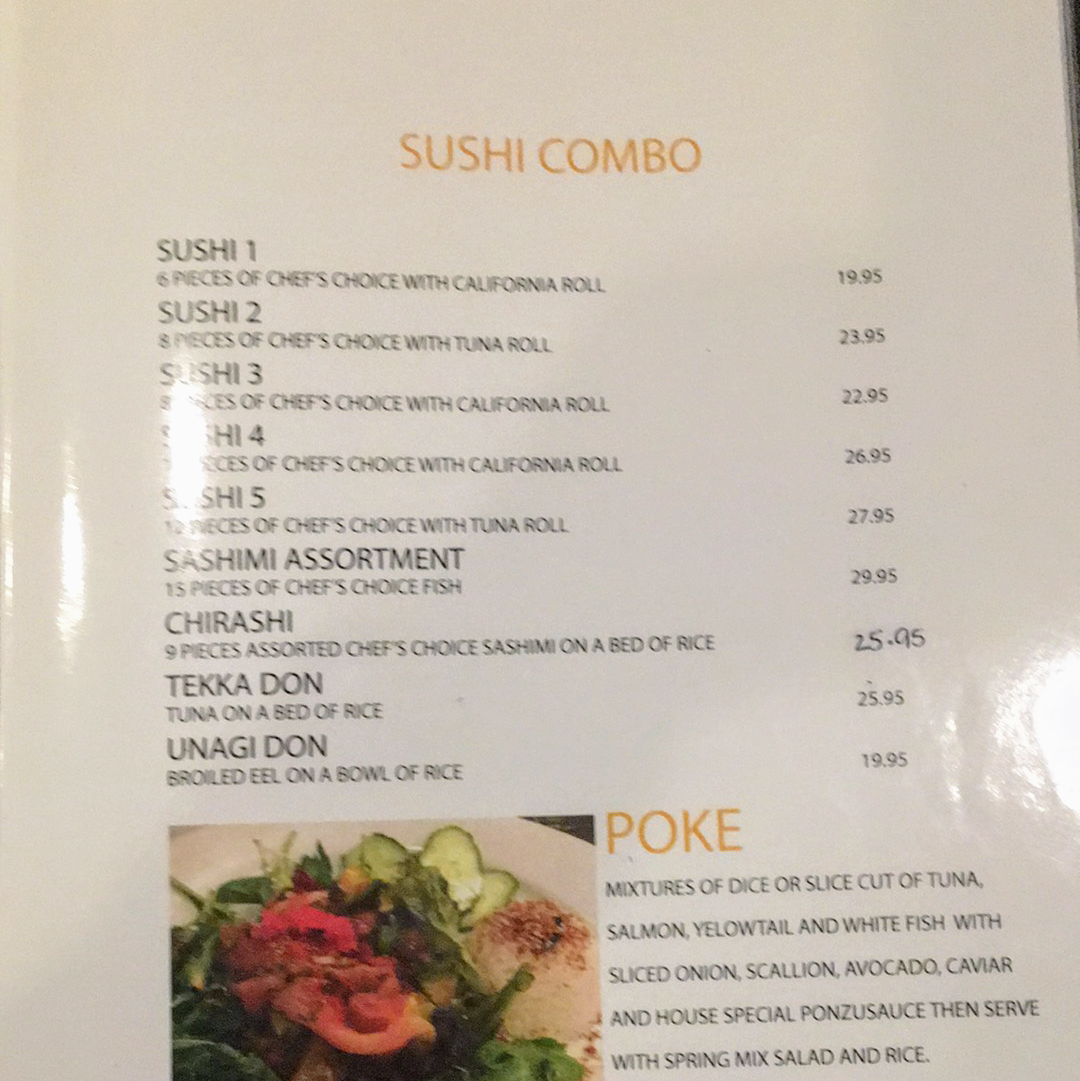 SUSHI COMBO
SUSHI 1
6 PIECES OF CHEF'S CHOICE WITH CALIFORNIA ROLL 19.95
SUSHI 2
8 PIECES OF CHEF'S CHOICE WITH TUNA ROLL 23.95
SUSHI 3
PIECES OF CHEF'S CHOICE WITH CALIFORNIA ROLL 22.95
SUSHI 4
PIECES OF CHEF'S CHOICE WITH CALIFORNIA ROLL 26.95
SUSHI 5
PIECES OF CHEF'S CHOICE WITH TUNA ROLL 27.95
SASHIMI ASSORTMENT
15 PIECES OF CHEF'S CHOICE FISH 29.95
CHIRASHI
9 PIECES ASSORTED CHEF'S CHOICE SASHIMI ON A BED OF RICE 25.95
TEKKA DON
TUNA ON A BED OF RICE 25.95
UNAGI DON
BROILED EEL ON A BOWL OF RICE 19.95
POKE
MIXTURES OF DICE OR SLICE CUT OF TUNA,
SALMON, YELOWTAIL AND WHITE FISH WITH
SLICED ONION, SCALLION, AVOCADO, CAVIAR
AND HOUSE SPECIAL PONZUSAUCE THEN SERVE
WITH SPRING MIX SALAD AND RICE.